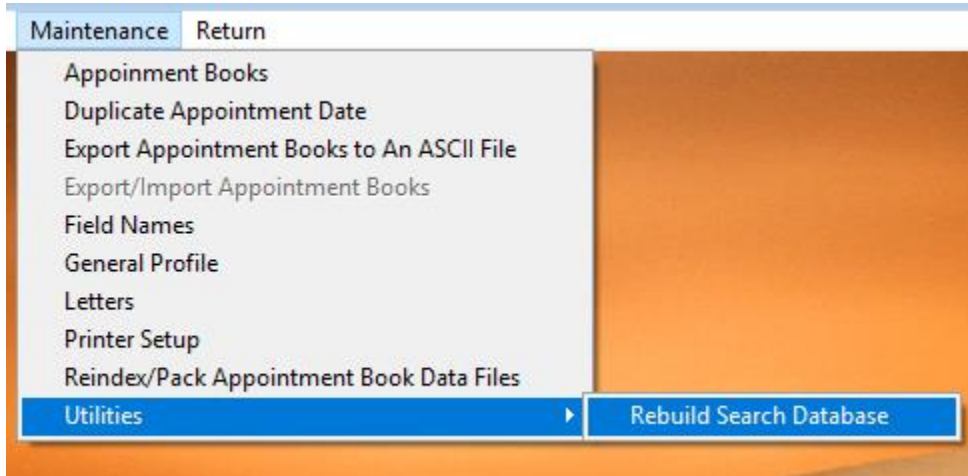 Maintenance Return
Appoinment Books
Duplicate Appointment Date
Export Appointment Books to An ASCII File
Export/Import Appointment Books
Field Names
General Profile
Letters
Printer Setup
Reindex/Pack Appointment Book Data Files
Utilities Rebuild Search Database